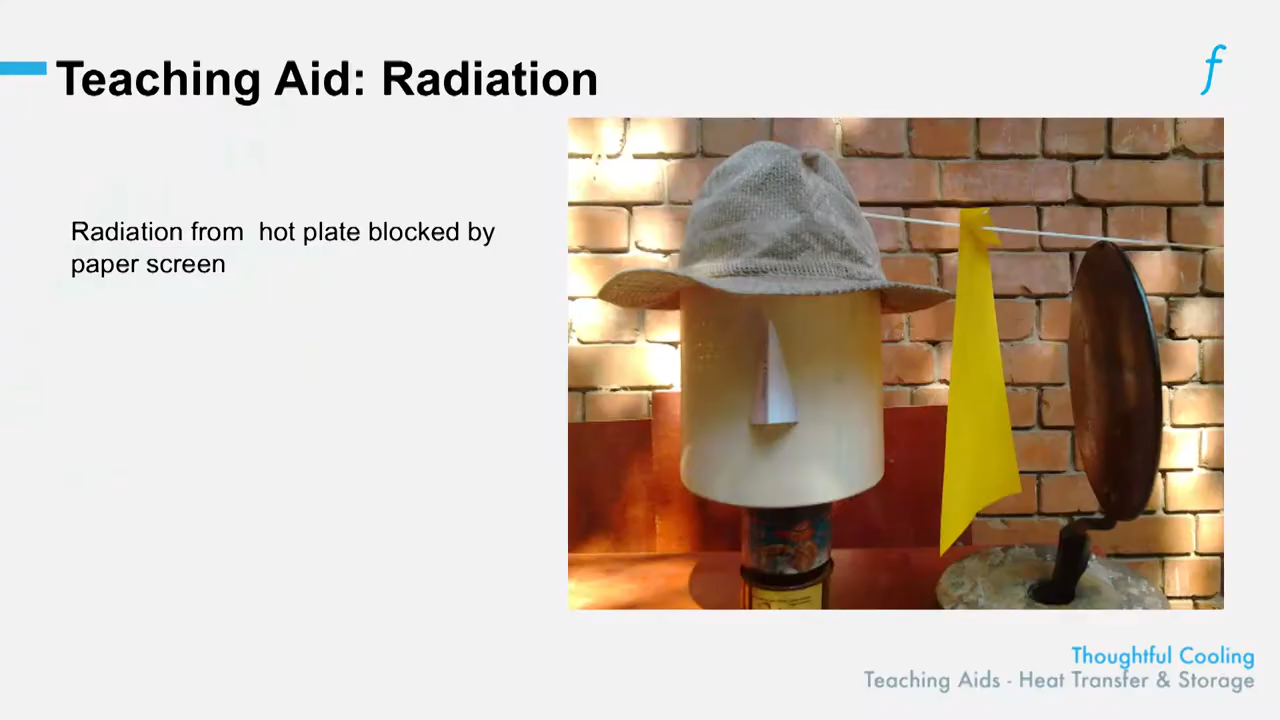 Teaching Aid: Radiation
f
Radiation from  hot plate blocked by
paper screen
Thoughtful Cooling
Teaching Aids - Heat Transfer & Storage